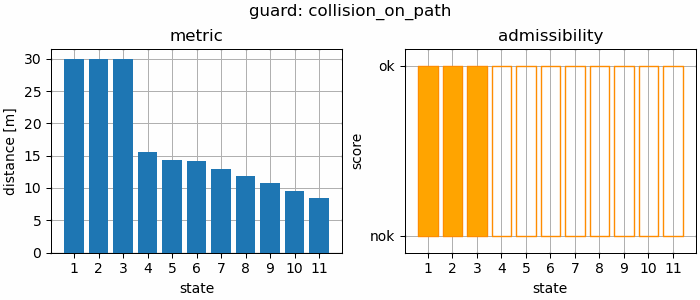 guard: collision_on_path
metric
distance [m]
30
25
20
15
10
5
0
1 2 3 4 5 6 7 8 9 10 11
state
admissibility
score
ok
nok
1 2 3 4 5 6 7 8 9 10 11
state